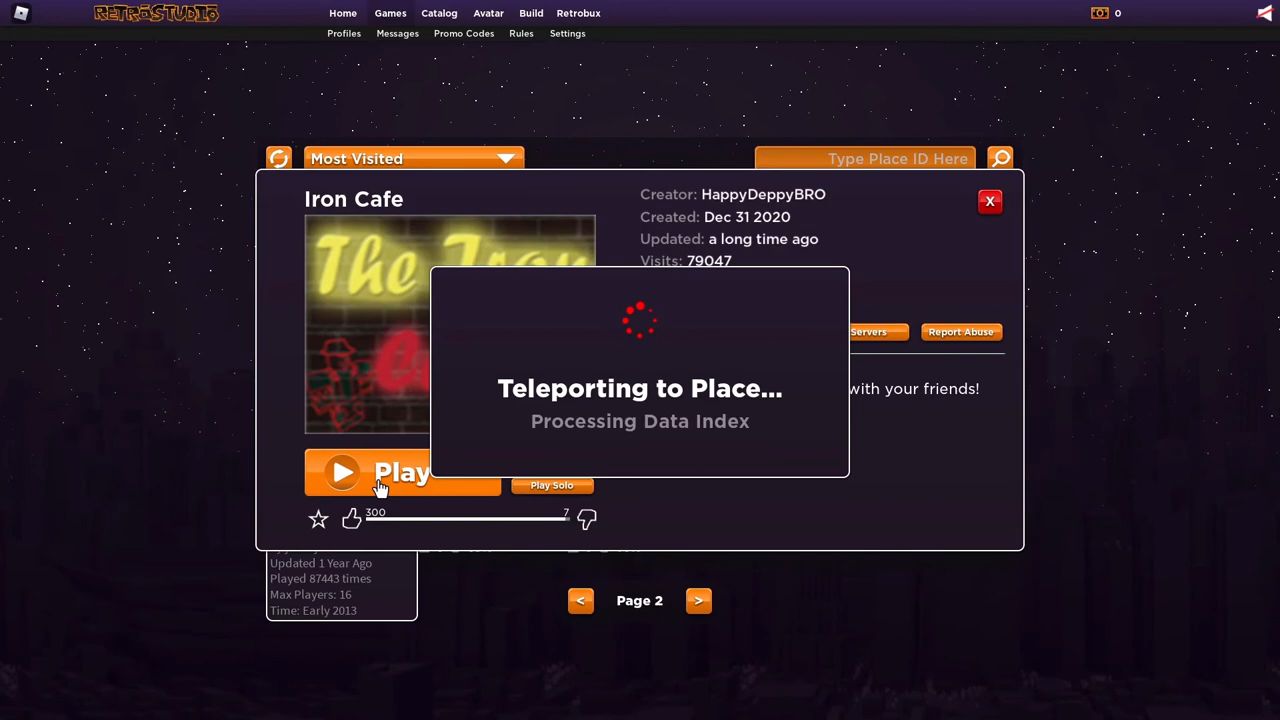 RETROSTUDIO
Home Games Catalog Avatar Build Retrobux
0
Profiles Messages Promo Codes Rules Settings
Most Visited
Type Place ID Here
Iron Cafe
Creator: HappyDeppyBRO
Created: Dec 31 2020
Updated: a long time ago
Visits: 79047
X
The Iron
Servers
Report Abuse
Teleporting to Place...
Processing Data Index
with your friends!
Play
Play Solo
300
7
Updated 1 Year Ago
Played 87443 times
Max Players: 16
Time: Early 2013
<
Page 2
>